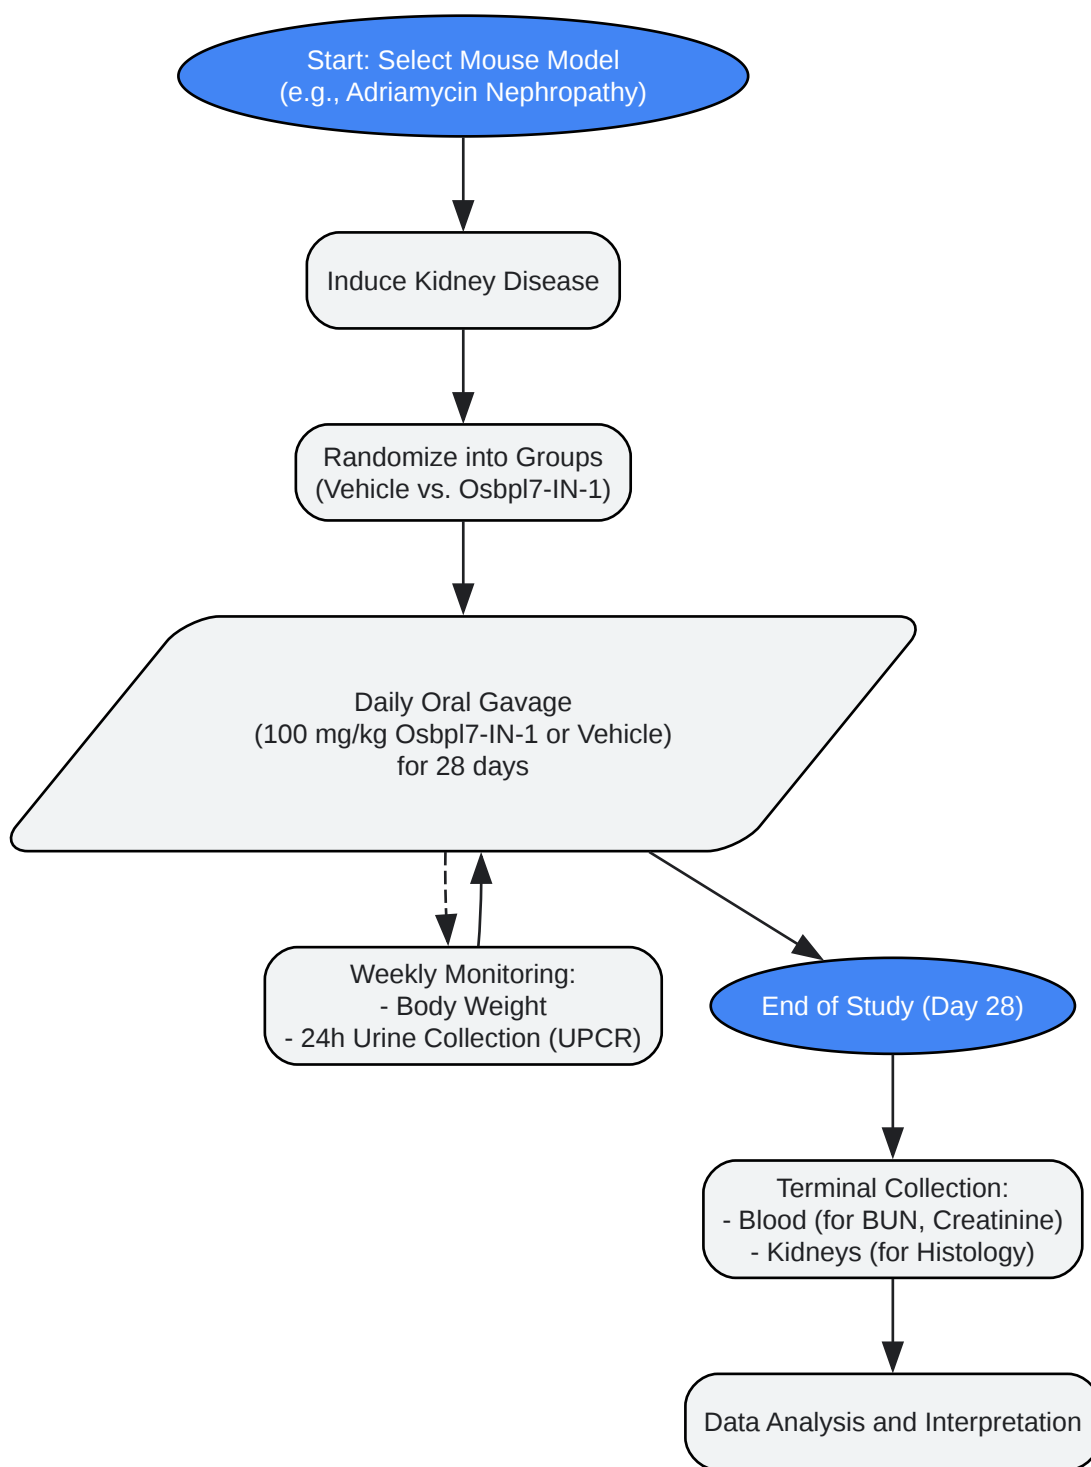 Start: Select Mouse Model
(e.g., Adriamycin Nephropathy)
Induce Kidney Disease
Randomize into Groups
(Vehicle vs. Osbpl7-IN-1)
Daily Oral Gavage
(100 mg/kg Osbpl7-IN-1 or Vehicle)
for 28 days
Weekly Monitoring:
- Body Weight
- 24h Urine Collection (UPCR)
End of Study (Day 28)
Terminal Collection:
- Blood (for BUN, Creatinine)
- Kidneys (for Histology)
Data Analysis and Interpretation